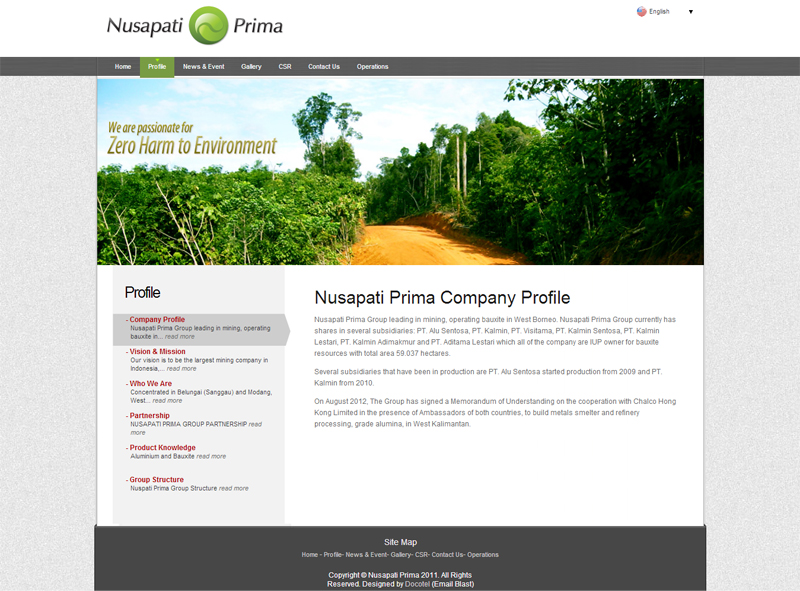 Nusapati Prima
English
Home Profile News & Event Gallery CSR Contact Us Operations
We are passionate for
Zero Harm to Environment
Profile
- Company Profile
Nusapati Prima Group leading in mining, operating
bauxite in... read more
- Vision & Mission
Our vision is to be the largest mining company in
Indonesia,... read more
- Who We Are
Concentrated in Belungai (Sanggau) and Modang,
West... read more
- Partnership
NUSAPATI PRIMA GROUP PARTNERSHIP read
more
- Product Knowledge
Aluminium and Bauxite read more
- Group Structure
Nuspati Prima Group Structure read more
Nusapati Prima Company Profile
Nusapati Prima Group leading in mining, operating bauxite in West Borneo. Nusapati Prima Group currently has
shares in several subsidiaries: PT. Alu Sentosa, PT. Kalmin, PT. Visitama, PT. Kalmin Sentosa, PT. Kalmin
Lestari, PT. Kalmin Adimakmur and PT. Aditama Lestari which all of the company are IUP owner for bauxite
resources with total area 59.037 hectares.
Several subsidiaries that have been in production are PT. Alu Sentosa started production from 2009 and PT.
Kalmin from 2010.
On August 2012, The Group has signed a Memorandum of Understanding on the cooperation with Chalco Hong
Kong Limited in the presence of Ambassadors of both countries, to build metals smelter and refinery
processing, grade alumina, in West Kalimantan.
Site Map
Home - Profile- News & Event- Gallery- CSR- Contact Us- Operations
Copyright © Nusapati Prima 2011. All Rights
Reserved. Designed by Docotel (Email Blast)